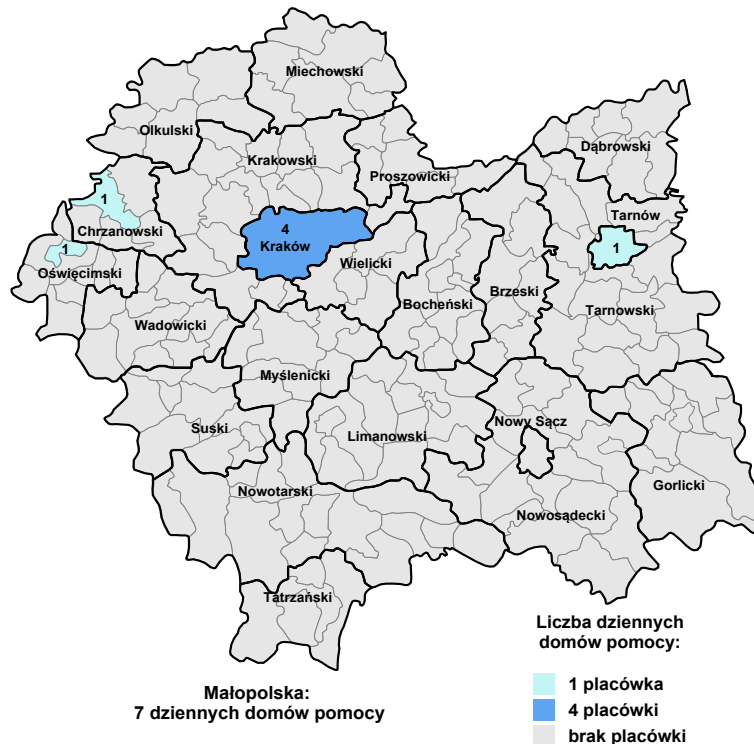 Miechowski
Olkulski
Krakowski
Dąbrowski
Proszowicki
1
Tarnów
Chrzanowski
4
Kraków
1
1
Wielicki
Oświęcimski
Bocheński
Brzeski
Tarnowski
Wadowicki
Myślenicki
Nowy Sącz
Suski
Limanowski
Gorlicki
Nowotarski
Nowosądecki
Tatrzański
Liczba dziennych
domów pomocy:
1 placówka
4 placówki
brak placówki
Małopolska:
7 dziennych domów pomocy